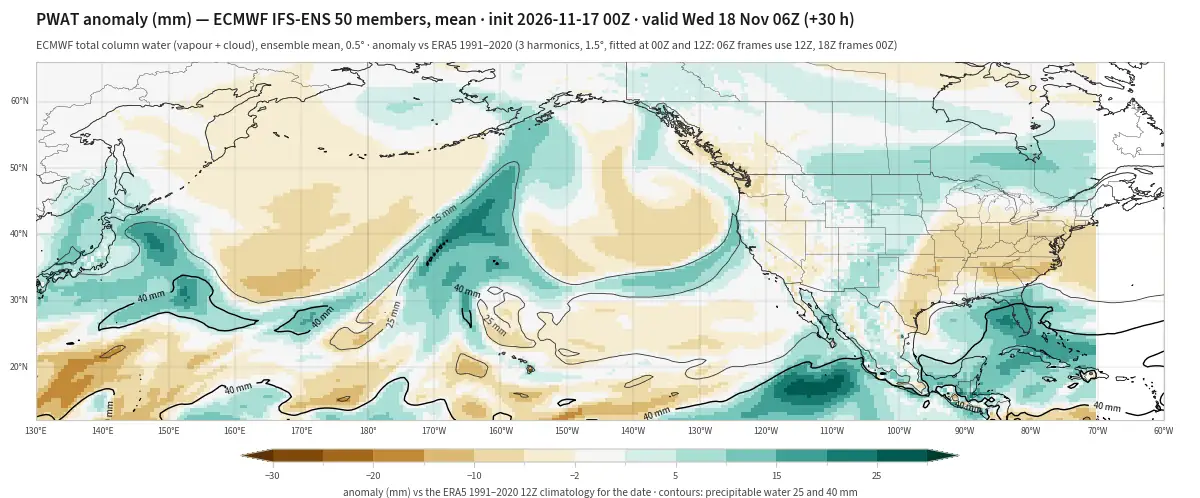 PWAT anomaly (mm) — ECMWF IFS-ENS 50 members, mean · init 2026-11-17 00Z · valid Wed 18 Nov 06Z (+30 h)
ECMWF total column water (vapour + cloud), ensemble mean, 0.5° · anomaly vs ERA5 1991–2020 (3 harmonics, 1.5°, fitted at 00Z and 12Z: 06Z frames use 12Z, 18Z frames 00Z)
60°N
50°N
25 mm
40°N
40 mm
40 mm
30°N
40 mm
25 mm
25 mm
20°N
40 mm
mm
40 mm
40 mm
40 mm
130°E 140°E 150°E 160°E 170°E 180° 170°W 160°W 150°W 140°W 130°W 120°W 110°W 100°W 90°W 80°W 70°W 60°W
−30 −20 −10 −2 5 15 25
anomaly (mm) vs the ERA5 1991–2020 12Z climatology for the date · contours: precipitable water 25 and 40 mm